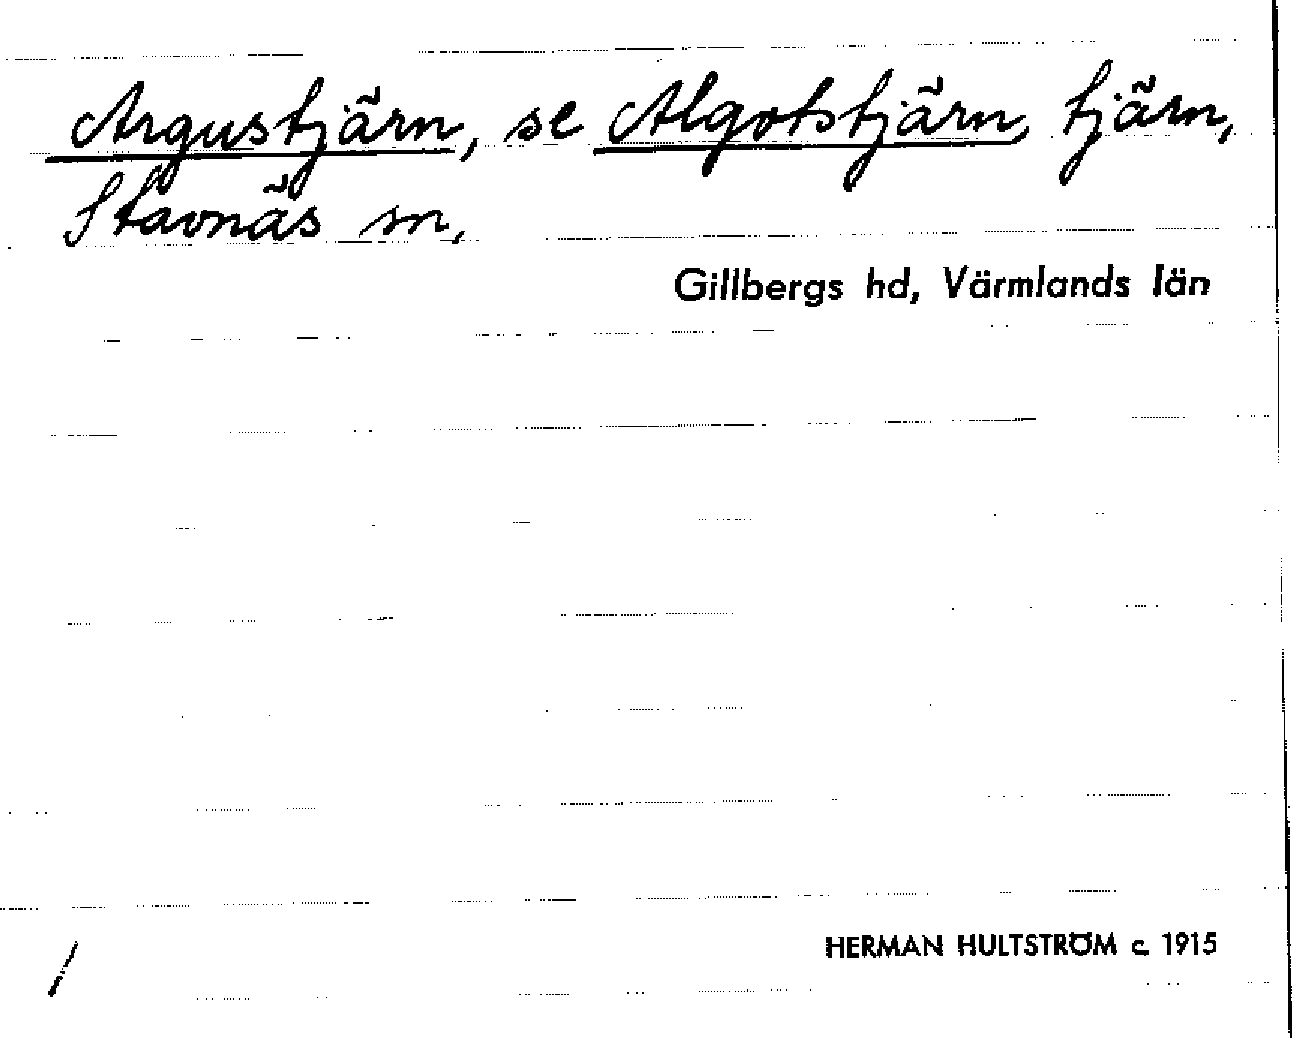 Argustjärn, se Algotstjärn, tjärn,
Stavnäs sn,
Gillbergs hd, Värmlands län
HERMAN HULTSTRÖM c. 1915
/